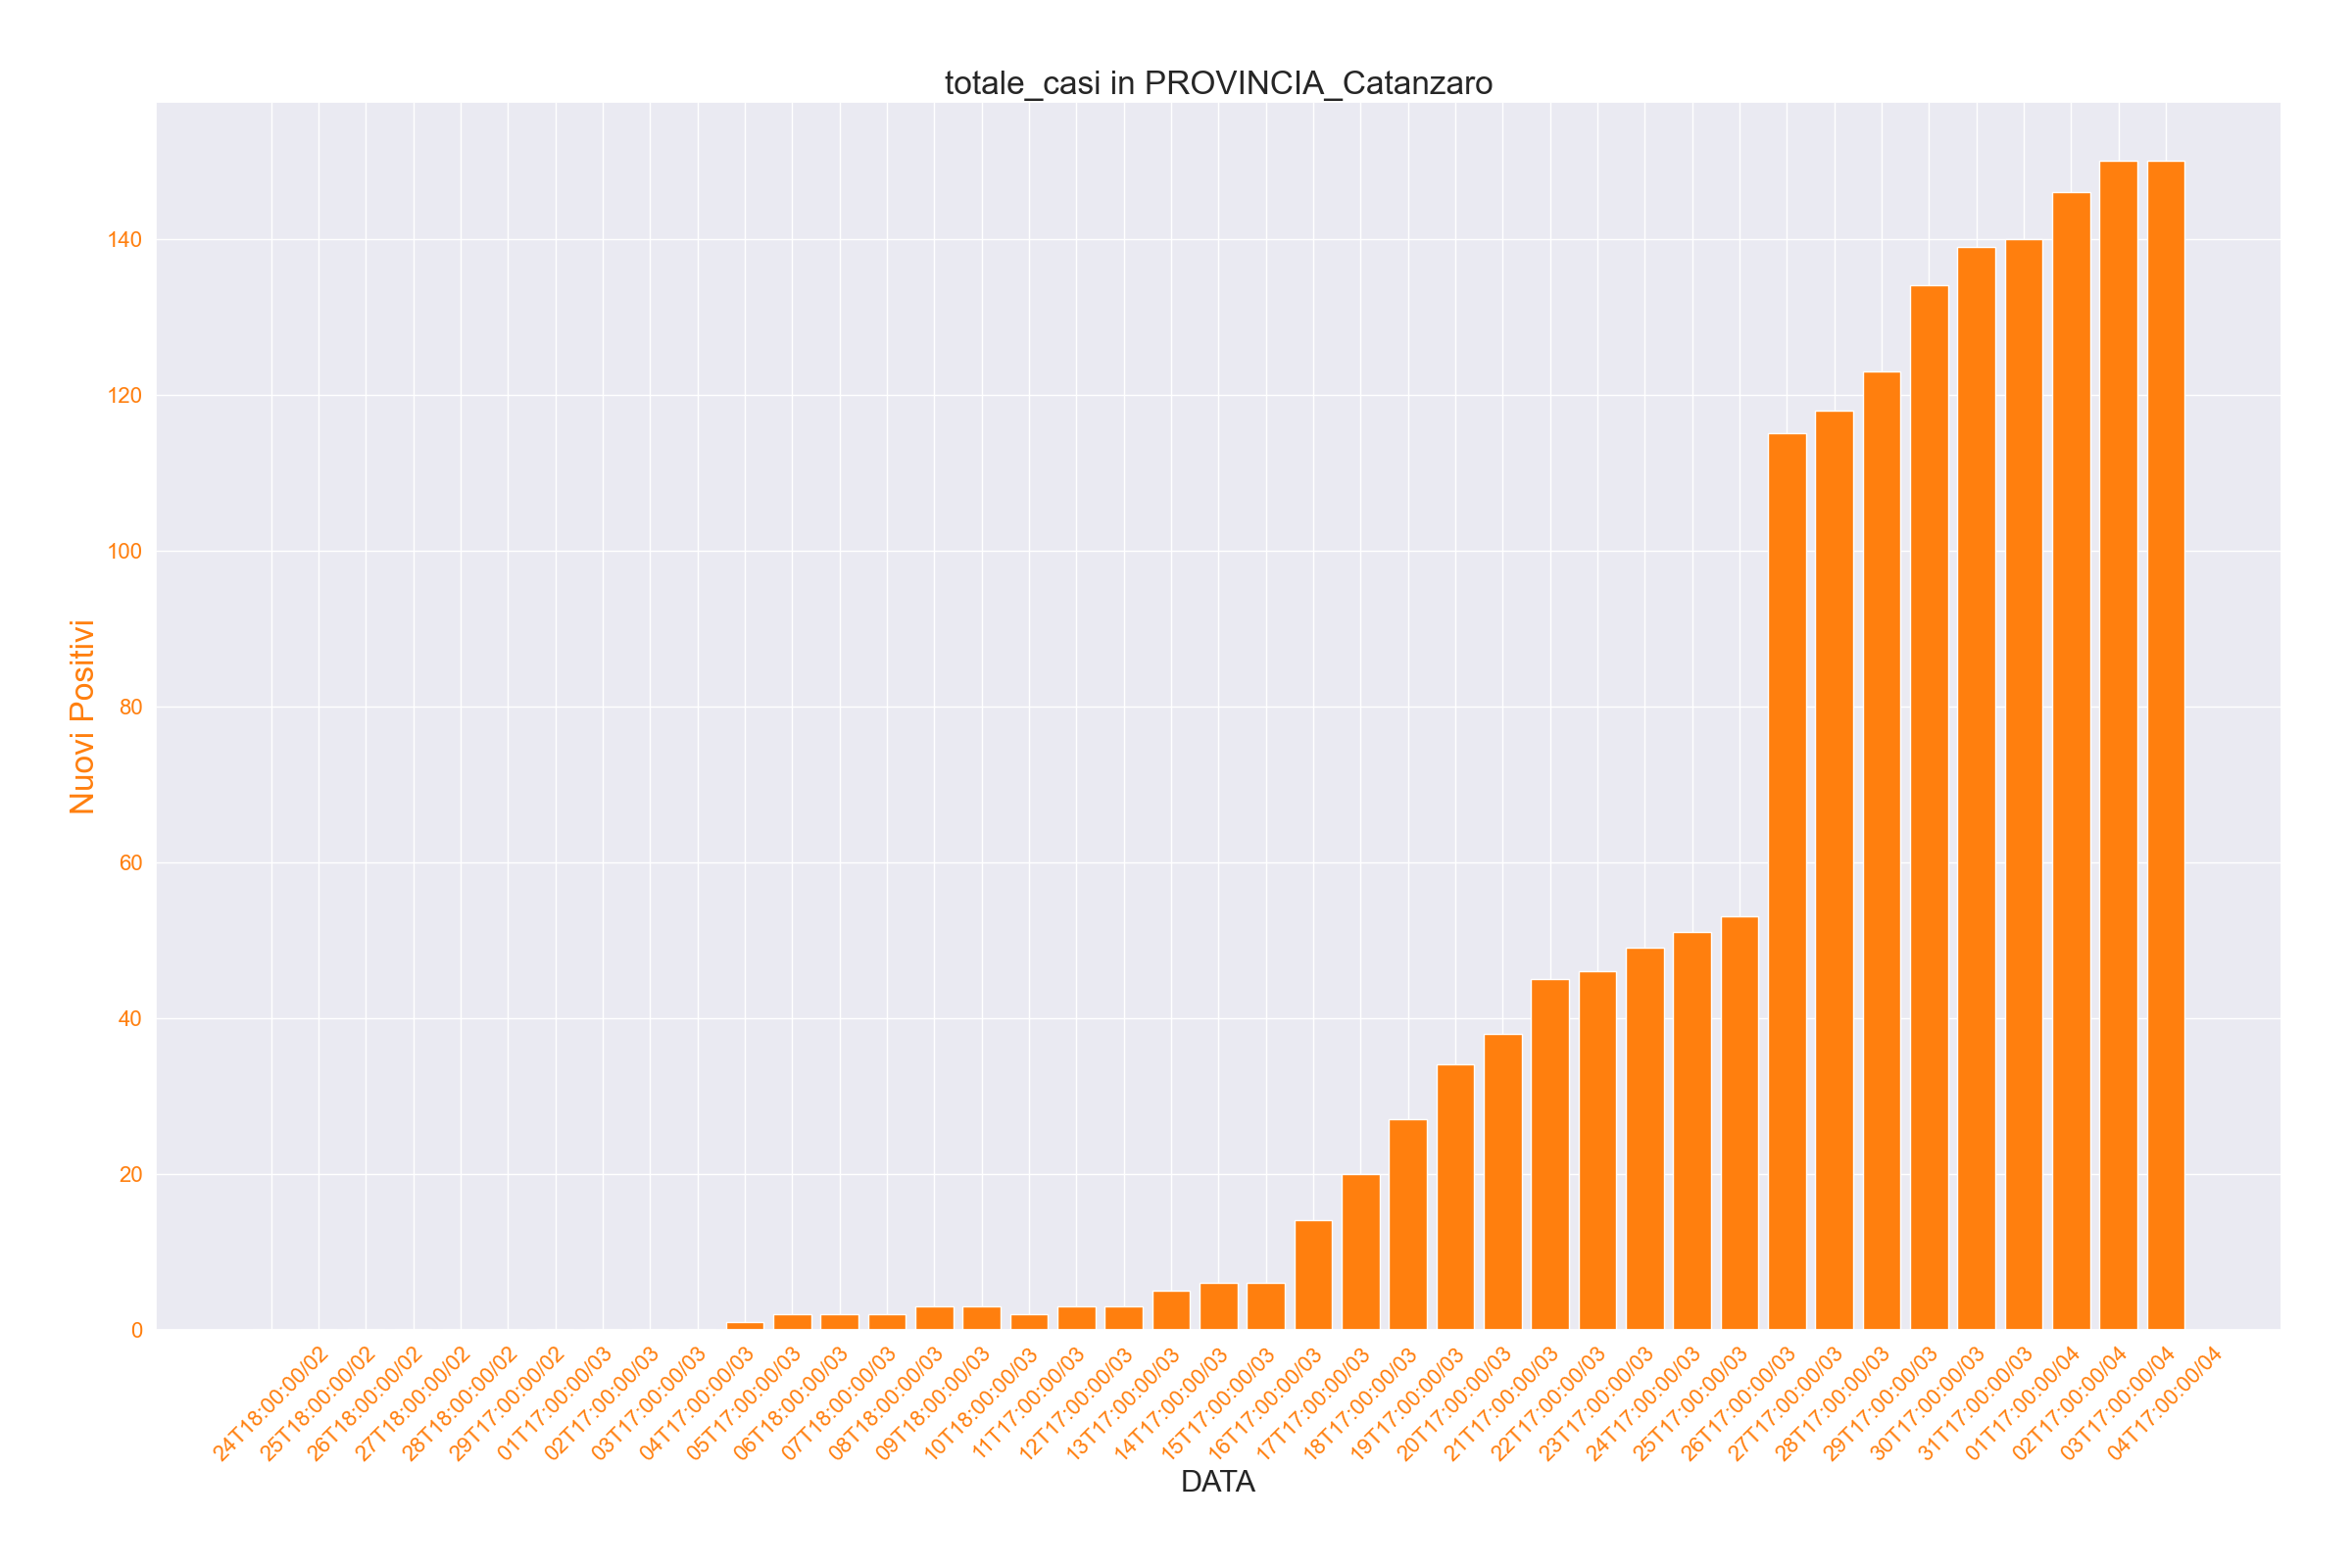 totale_casi in PROVINCIA_Catanzaro
Nuovi Positivi
140
120
100
80
60
40
20
0
24T18:00:00/02
25T18:00:00/02
26T18:00:00/02
27T18:00:00/02
28T18:00:00/02
29T17:00:00/02
01T17:00:00/03
02T17:00:00/03
03T17:00:00/03
04T17:00:00/03
05T17:00:00/03
06T18:00:00/03
07T18:00:00/03
08T18:00:00/03
09T18:00:00/03
10T18:00:00/03
11T17:00:00/03
12T17:00:00/03
13T17:00:00/03
14T17:00:00/03
15T17:00:00/03
16T17:00:00/03
17T17:00:00/03
18T17:00:00/03
19T17:00:00/03
20T17:00:00/03
21T17:00:00/03
22T17:00:00/03
23T17:00:00/03
24T17:00:00/03
25T17:00:00/03
26T17:00:00/03
27T17:00:00/03
28T17:00:00/03
29T17:00:00/03
30T17:00:00/03
31T17:00:00/03
01T17:00:00/04
02T17:00:00/04
03T17:00:00/04
04T17:00:00/04
DATA